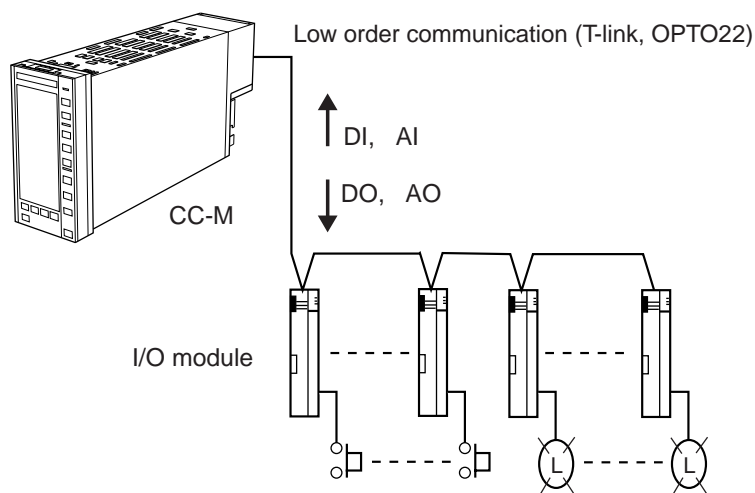 Low order communication (T-link, OPTO22)
DI, AI
DO, AO
CC-M
I/O module
L
L